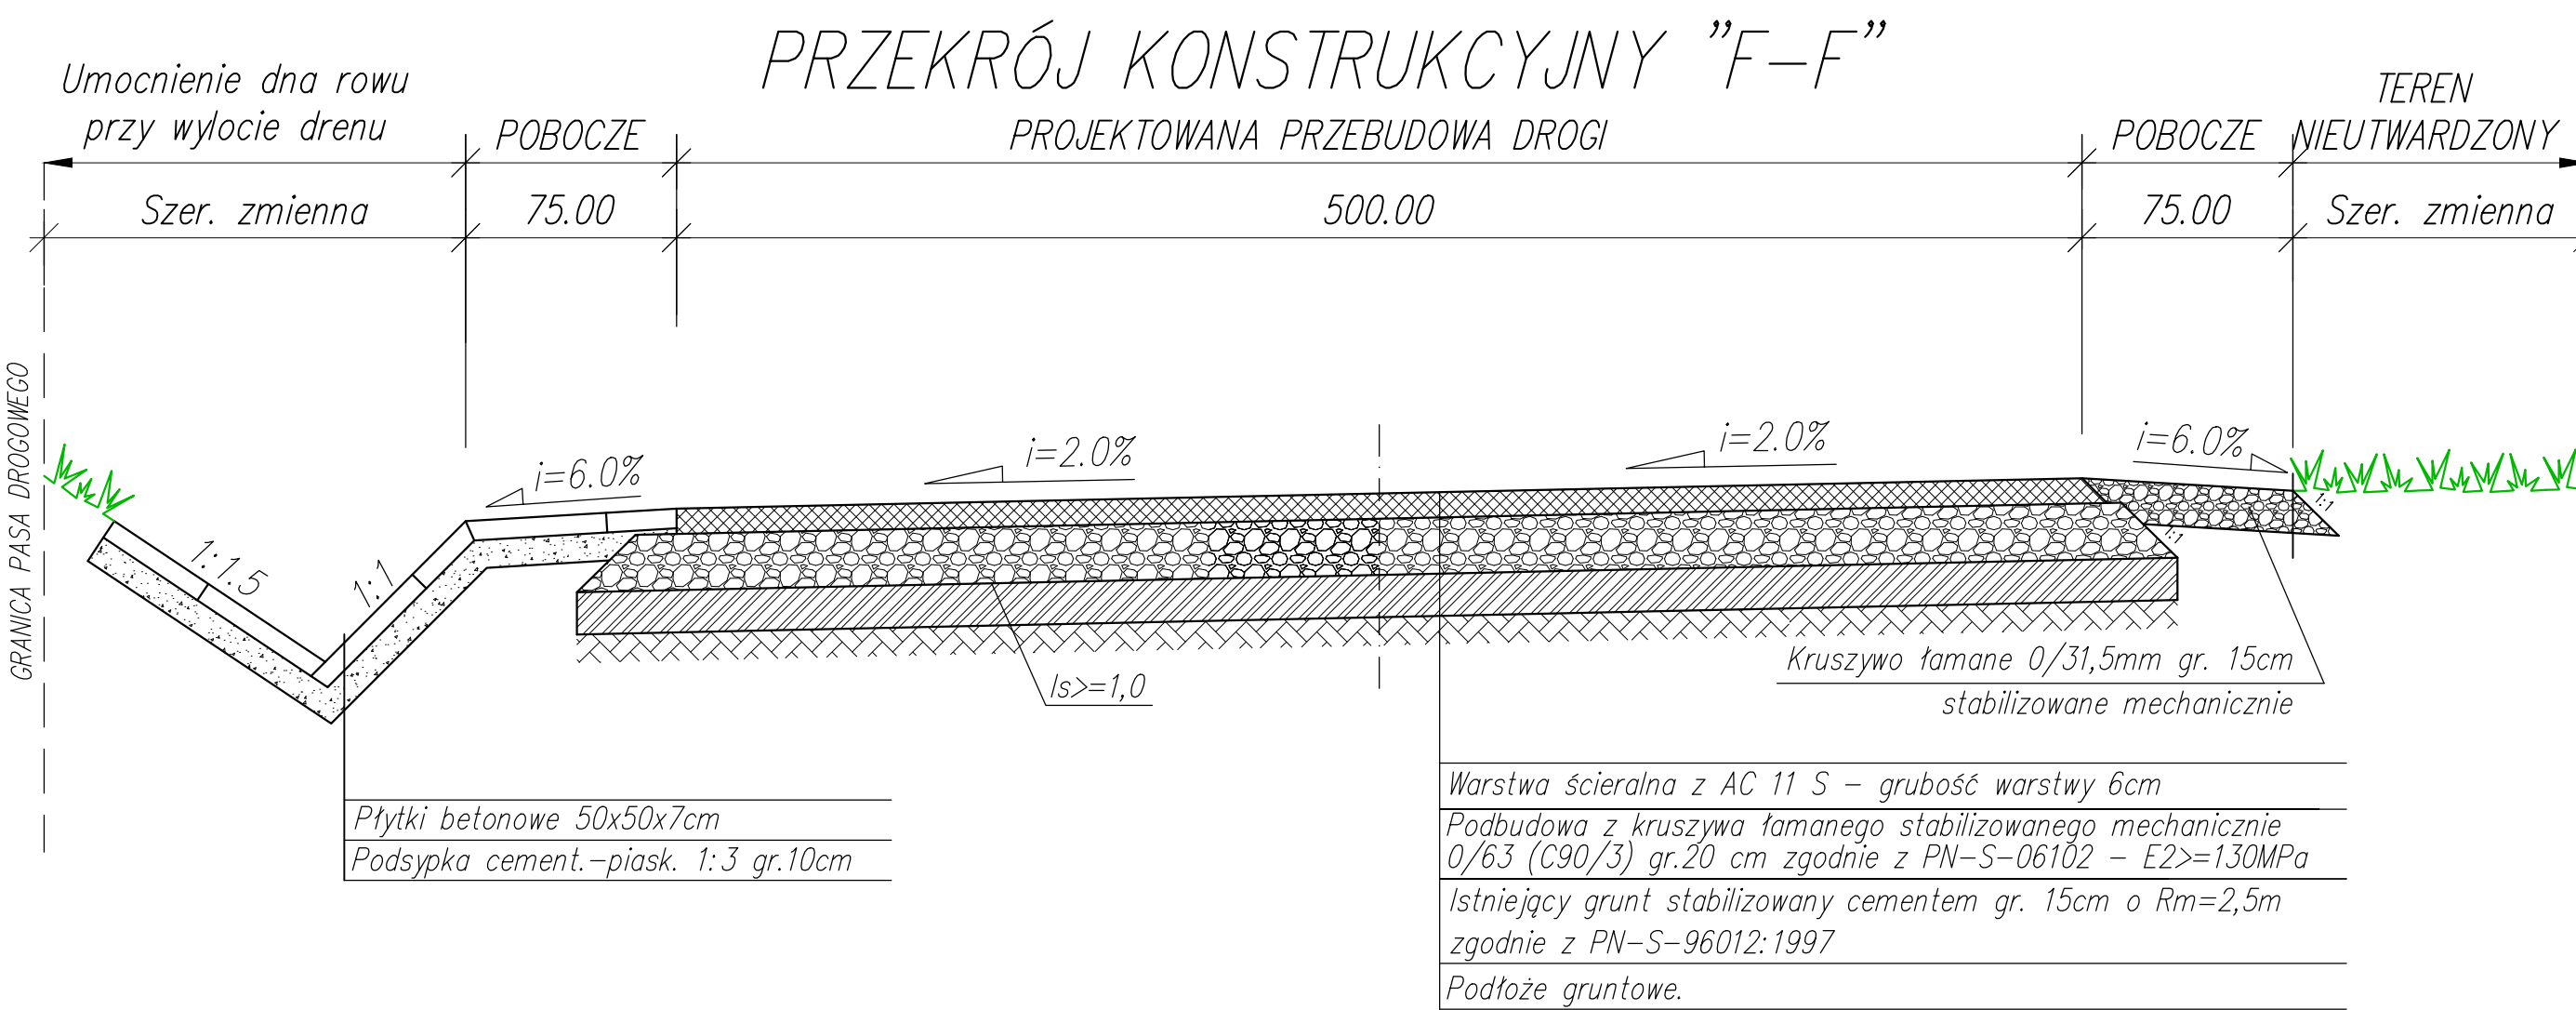 PRZEKRÓJ KONSTRUKCYJNY "F-F"
Umocnienie dna rowu
przy wylocie drenu
POBOCZE
PROJEKTOWANA PRZEBUDOWA DROGI
POBOCZE
TEREN
NIEUTWARDZONY
Szer. zmienna
75.00
500.00
75.00
Szer. zmienna
GRANICA PASA DROGOWEGO
i=6.0%
i=2.0%
i=2.0%
i=6.0%
1:1.5
1:1
1:1
1:1
Is>=1,0
Kruszywo łamane 0/31,5mm gr. 15cm
stabilizowane mechanicznie
Płytki betonowe 50x50x7cm
Podsypka cement.-piask. 1:3 gr.10cm
Warstwa ścieralna z AC 11 S - grubość warstwy 6cm
Podbudowa z kruszywa łamanego stabilizowanego mechanicznie
0/63 (C90/3) gr.20 cm zgodnie z PN-S-06102 - E2>=130MPa
Istniejący grunt stabilizowany cementem gr. 15cm o Rm=2,5m
zgodnie z PN-S-96012:1997
Podłoże gruntowe.